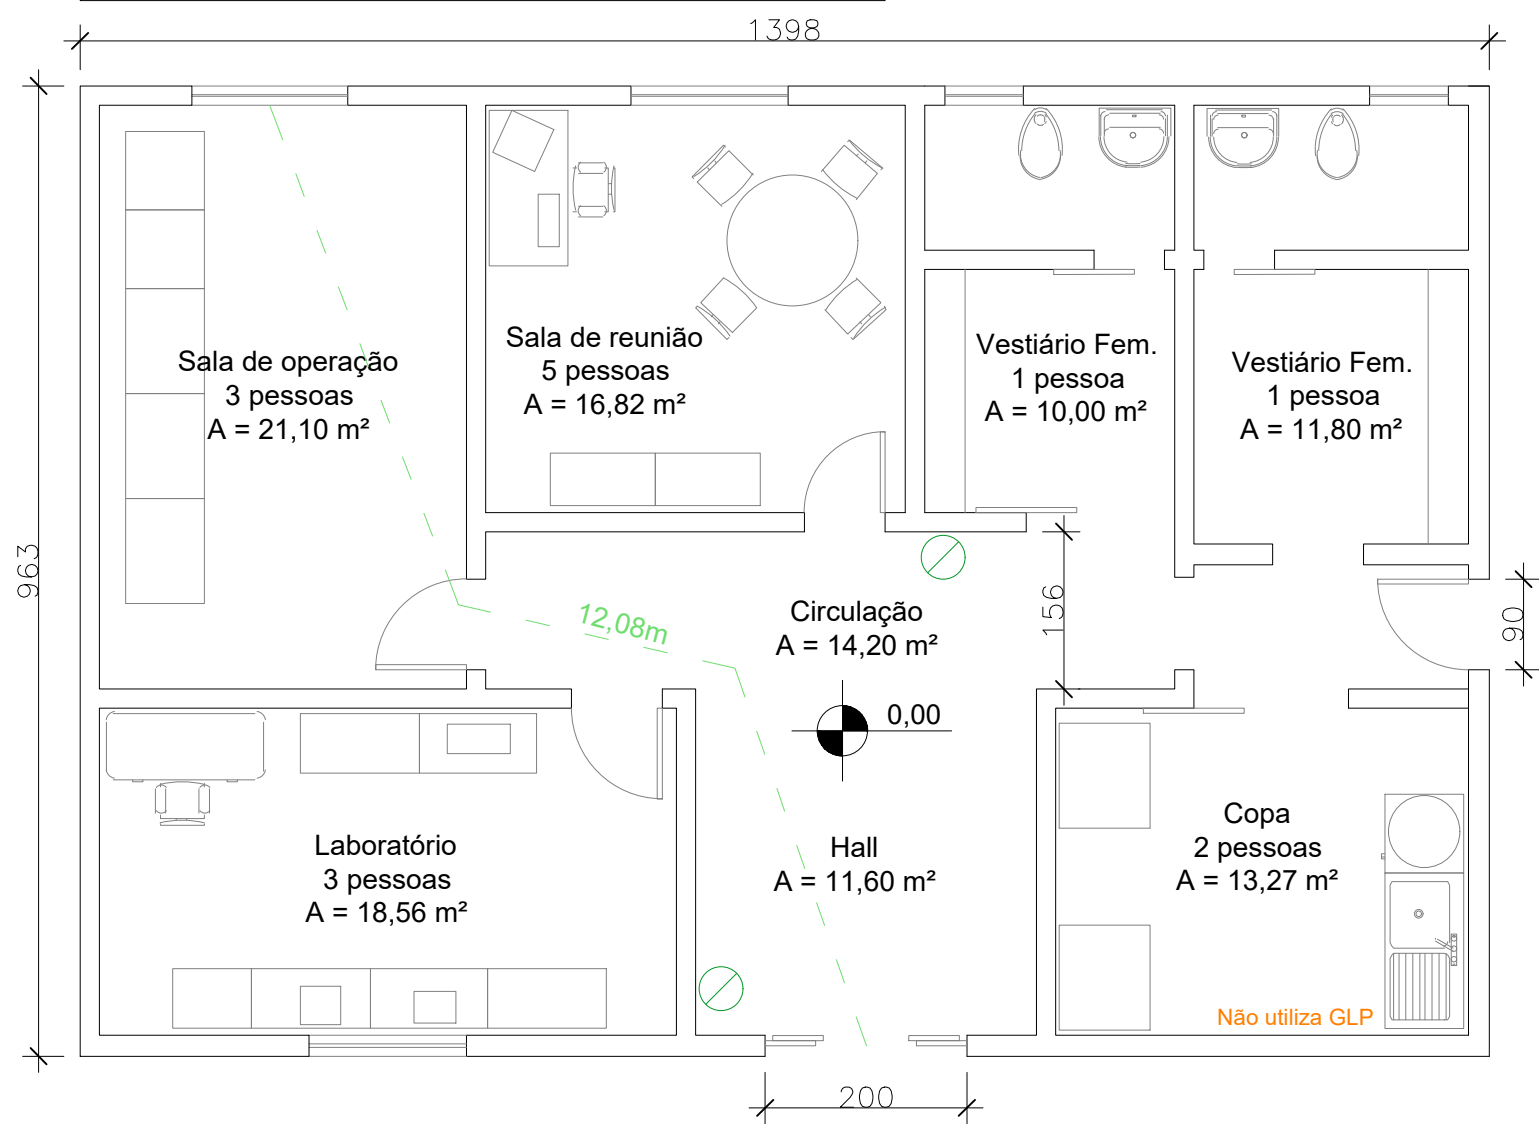 1398
963
Sala de operação
3 pessoas
A = 21,10 m²
Sala de reunião
5 pessoas
A = 16,82 m²
Vestiário Fem.
1 pessoa
A = 10,00 m²
Vestiário Fem.
1 pessoa
A = 11,80 m²
12,08m
Circulação
A = 14,20 m²
156
90
0,00
Laboratório
3 pessoas
A = 18,56 m²
Hall
A = 11,60 m²
Copa
2 pessoas
A = 13,27 m²
Não utiliza GLP
200